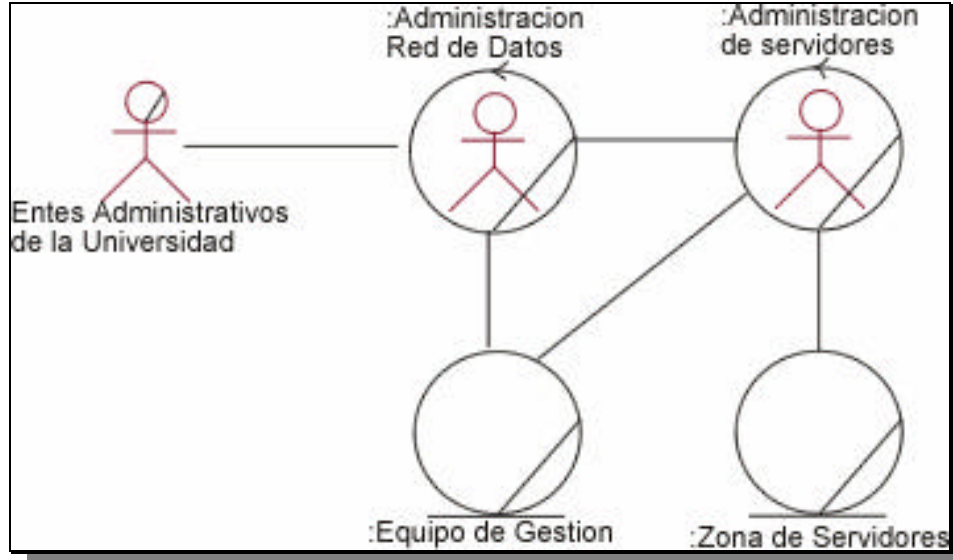 :Administracion
Red de Datos
:Administracion
de servidores
Entes Administrativos
de la Universidad
:Equipo de Gestion
:Zona de Servidores